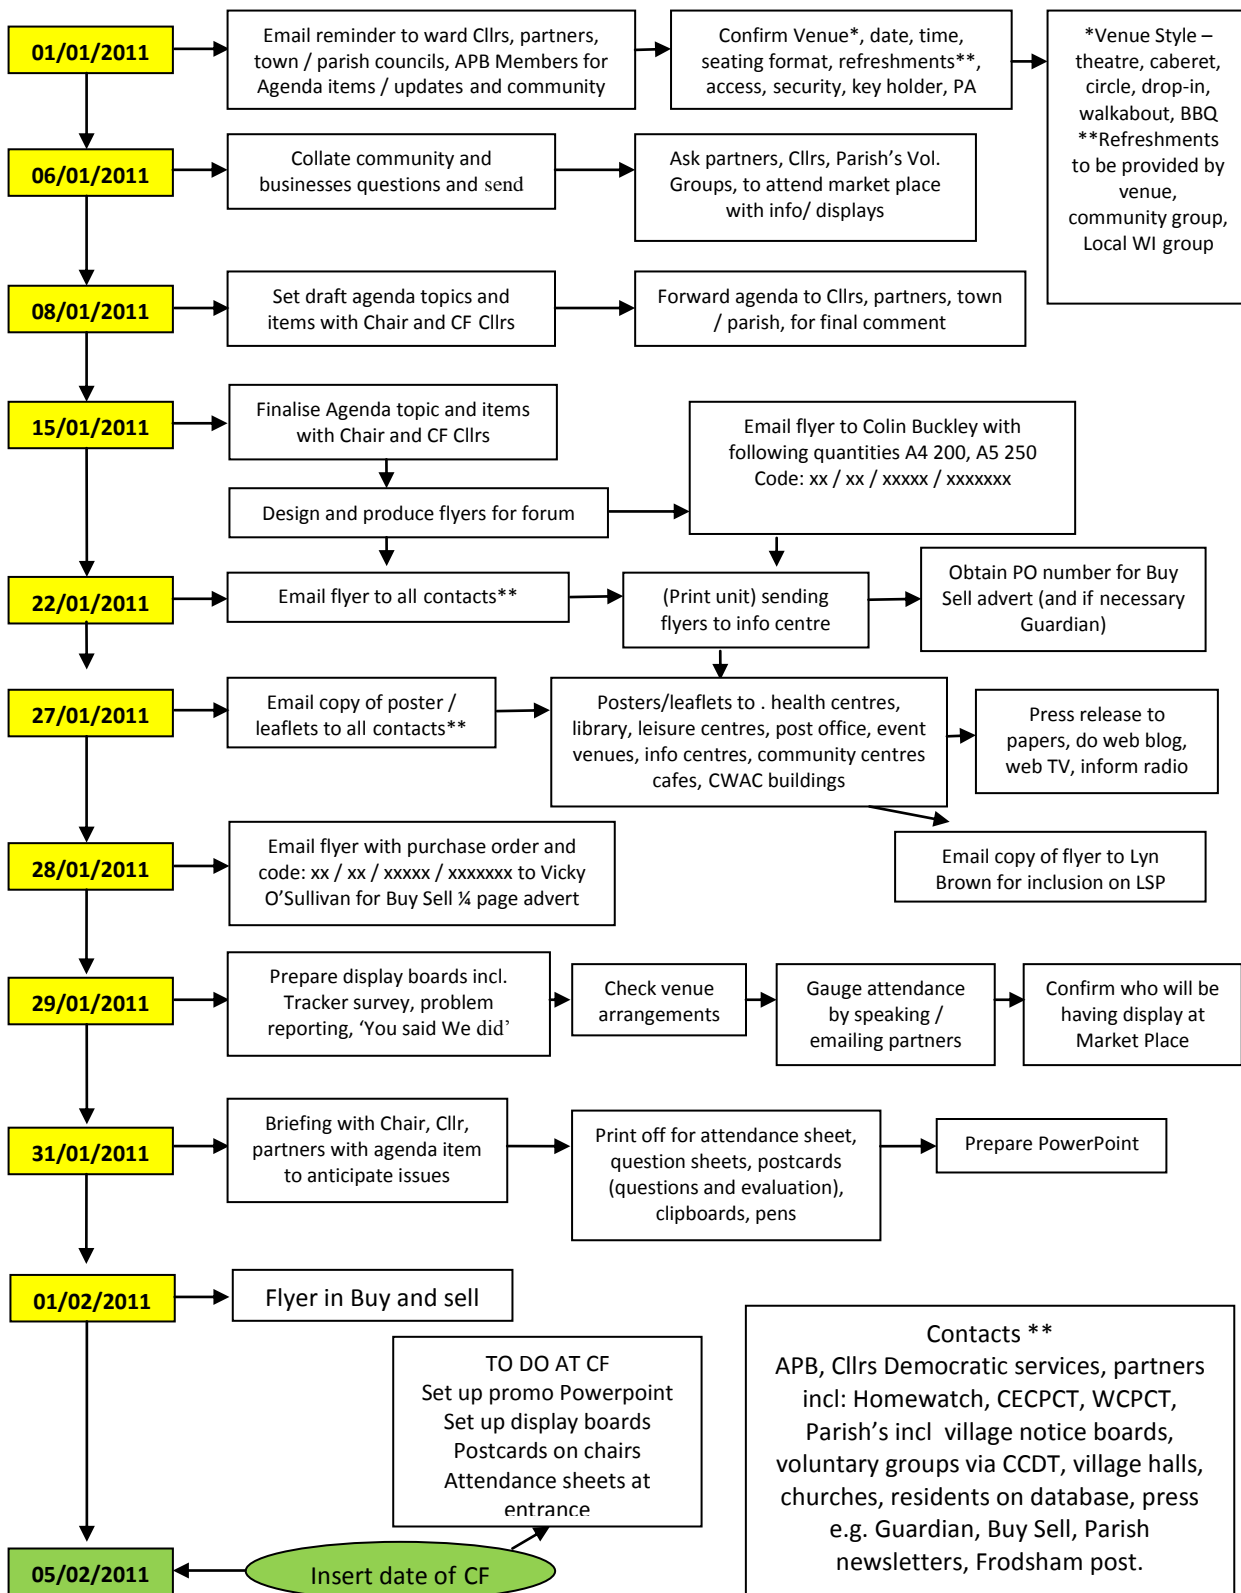 01/01/2011
Email reminder to ward Cllrs, partners,
town / parish councils, APB Members for
Agenda items / updates and community
Confirm Venue*, date, time,
seating format, refreshments**,
access, security, key holder, PA
*Venue Style –
theatre, caberet,
circle, drop-in,
walkabout, BBQ
**Refreshments
to be provided by
venue,
community group,
Local WI group
06/01/2011
Collate community and
businesses questions and send
Ask partners, Cllrs, Parish's Vol.
Groups, to attend market place
with info/ displays
08/01/2011
Set draft agenda topics and
items with Chair and CF Cllrs
Forward agenda to Cllrs, partners, town
/ parish, for final comment
15/01/2011
Finalise Agenda topic and items
with Chair and CF Cllrs
Design and produce flyers for forum
Email flyer to Colin Buckley with
following quantities A4 200, A5 250
Code: xx / xx / xxxxx / xxxxxxx
22/01/2011
Email flyer to all contacts**
(Print unit) sending
flyers to info centre
Obtain PO number for Buy
Sell advert (and if necessary
Guardian)
27/01/2011
Email copy of poster /
leaflets to all contacts**
Posters/leaflets to . health centres,
library, leisure centres, post office, event
venues, info centres, community centres
cafes, CWAC buildings
Press release to
papers, do web blog,
web TV, inform radio
Email copy of flyer to Lyn
Brown for inclusion on LSP
28/01/2011
Email flyer with purchase order and
code: xx / xx / xxxxx / xxxxxxx to Vicky
O'Sullivan for Buy Sell ¼ page advert
29/01/2011
Prepare display boards incl.
Tracker survey, problem
reporting, 'You said We did'
Check venue
arrangements
Gauge attendance
by speaking /
emailing partners
Confirm who will be
having display at
Market Place
31/01/2011
Briefing with Chair, Cllr,
partners with agenda item
to anticipate issues
Print off for attendance sheet,
question sheets, postcards
(questions and evaluation),
clipboards, pens
Prepare PowerPoint
01/02/2011
Flyer in Buy and sell
TO DO AT CF
Set up promo Powerpoint
Set up display boards
Postcards on chairs
Attendance sheets at
entrance
Contacts **
APB, Cllrs Democratic services, partners
incl: Homewatch, CECPCT, WCPCT,
Parish's incl village notice boards,
voluntary groups via CCDT, village halls,
churches, residents on database, press
e.g. Guardian, Buy Sell, Parish
newsletters, Frodsham post.
05/02/2011
Insert date of CF